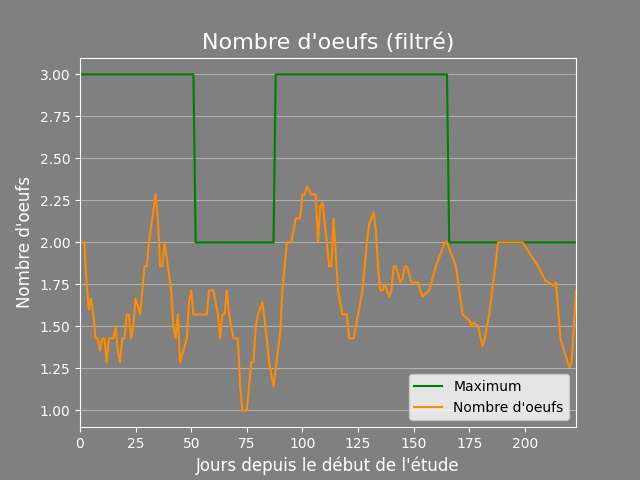 Nombre d'oeufs (filtré)
Nombre d'oeufs
3.00
2.75
2.50
2.25
2.00
1.75
1.50
1.25
1.00
0 25 50 75 100 125 150 175 200
Jours depuis le début de l'étude
Maximum
Nombre d'oeufs